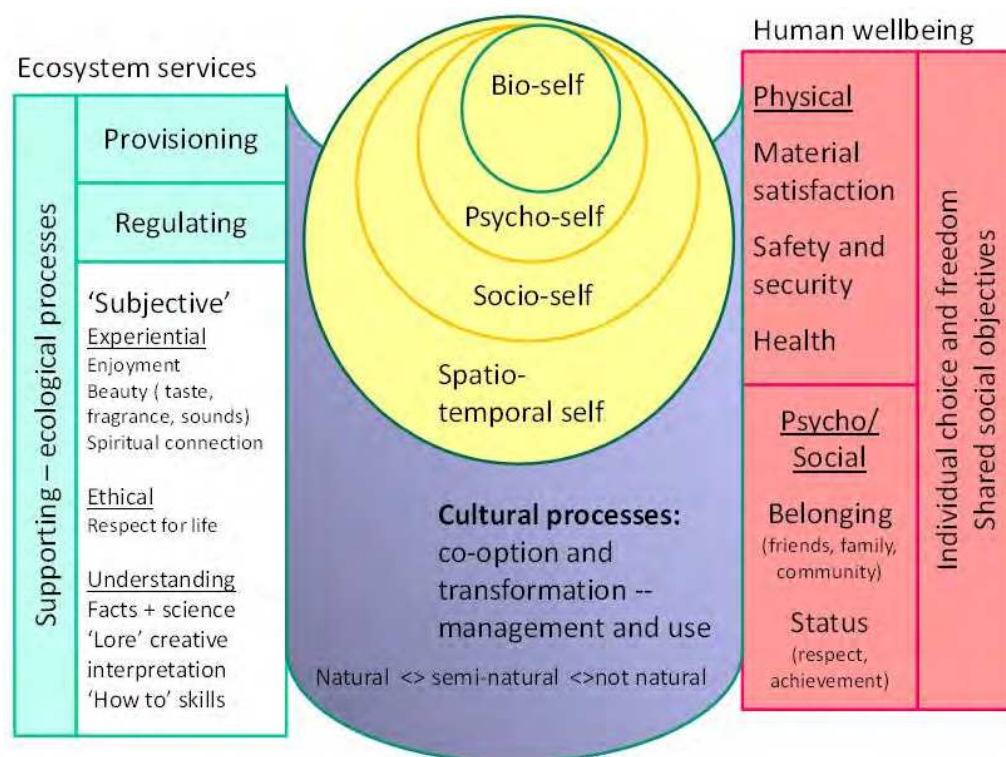 Ecosystem services
Supporting – ecological processes
Provisioning
Regulating
‘Subjective’
Experiential
Enjoyment
Beauty ( taste,
fragrance, sounds)
Spiritual connection
Ethical
Respect for life
Understanding
Facts + science
‘Lore’ creative
interpretation
‘How to’ skills
Bio-self
Psycho-self
Socio-self
Spatio-
temporal self
Cultural processes:
co-option and
transformation --
management and use
Natural <> semi-natural <>not natural
Human wellbeing
Physical
Material
satisfaction
Safety and
security
Health
Psycho/
Social
Belonging
(friends, family,
community)
Status
(respect,
achievement)
Individual choice and freedom
Shared social objectives